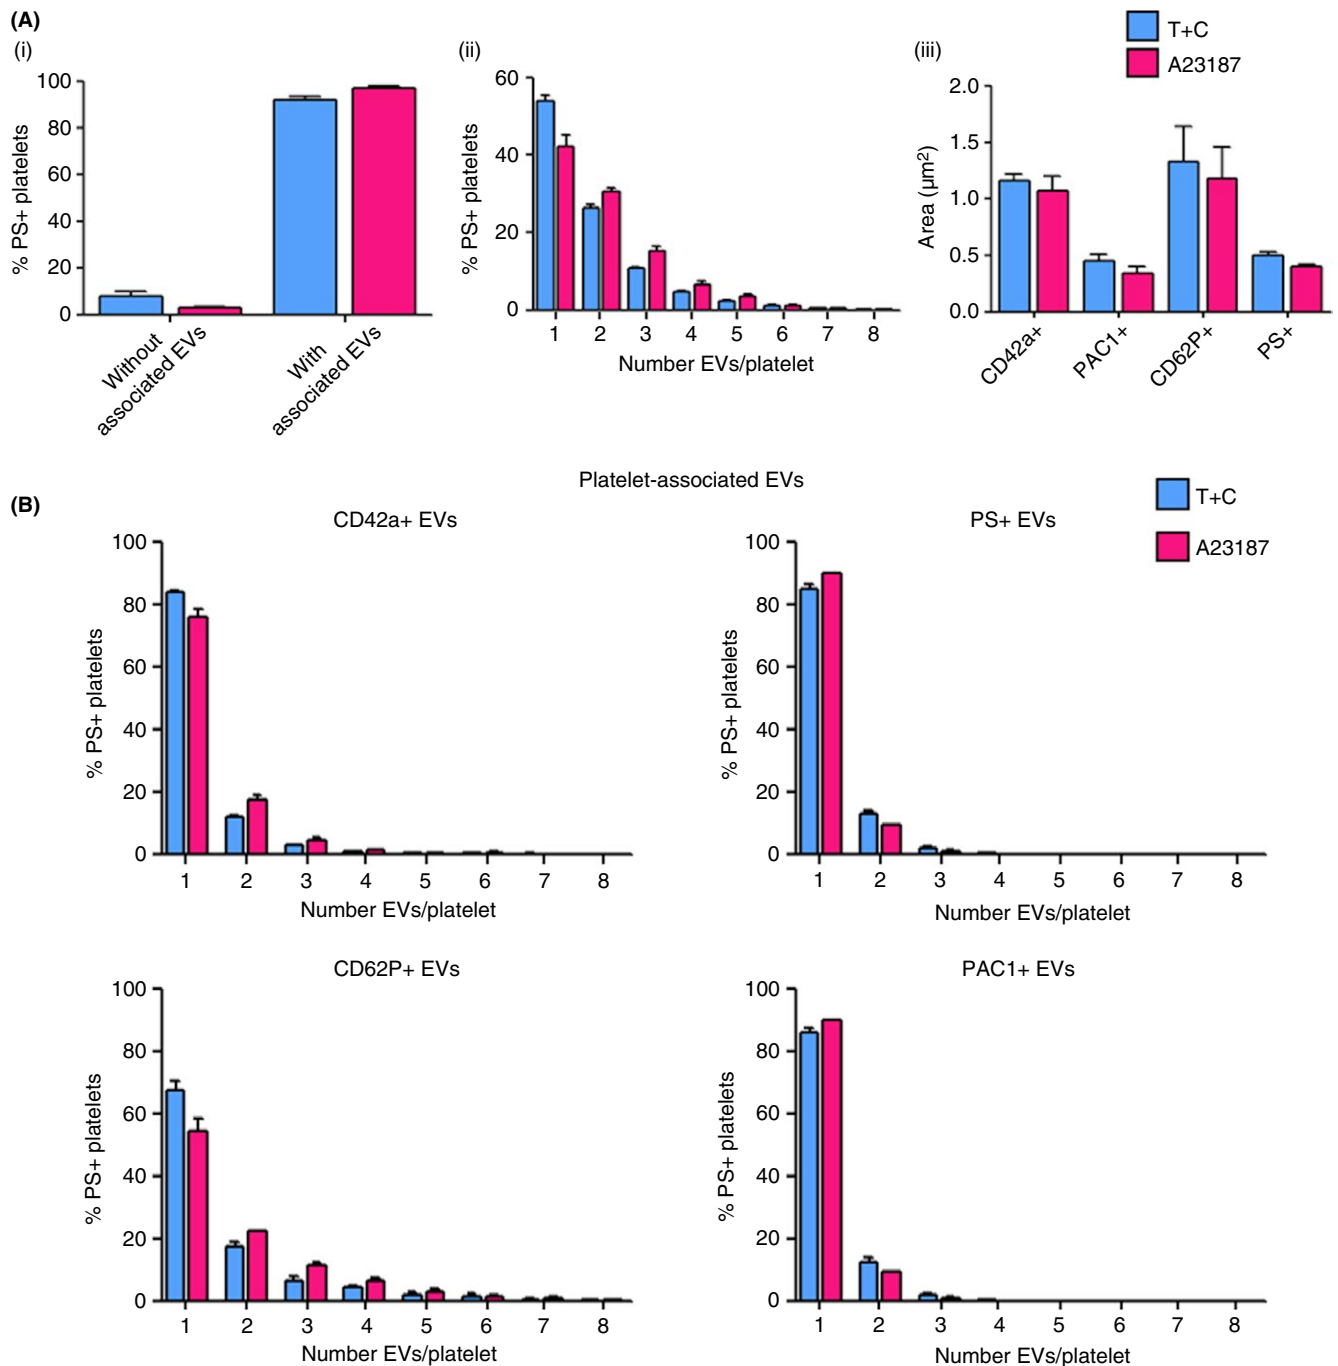 (A)
(i)
% PS+ platelets
100
80
60
40
20
0
Without
associated EVs
With
associated EVs
(ii)
% PS+ platelets
60
40
20
0
1 2 3 4 5 6 7 8
Number EVs/platelet
(iii)
T+C
A23187
Area (µm²)
2.0
1.5
1.0
0.5
0.0
CD42a+
PAC1+
CD62P+
PS+
Platelet-associated EVs
(B)
T+C
A23187
CD42a+ EVs
% PS+ platelets
100
80
60
40
20
0
1 2 3 4 5 6 7 8
Number EVs/platelet
PS+ EVs
% PS+ platelets
100
80
60
40
20
0
1 2 3 4 5 6 7 8
Number EVs/platelet
CD62P+ EVs
% PS+ platelets
100
80
60
40
20
0
1 2 3 4 5 6 7 8
Number EVs/platelet
PAC1+ EVs
% PS+ platelets
100
80
60
40
20
0
1 2 3 4 5 6 7 8
Number EVs/platelet